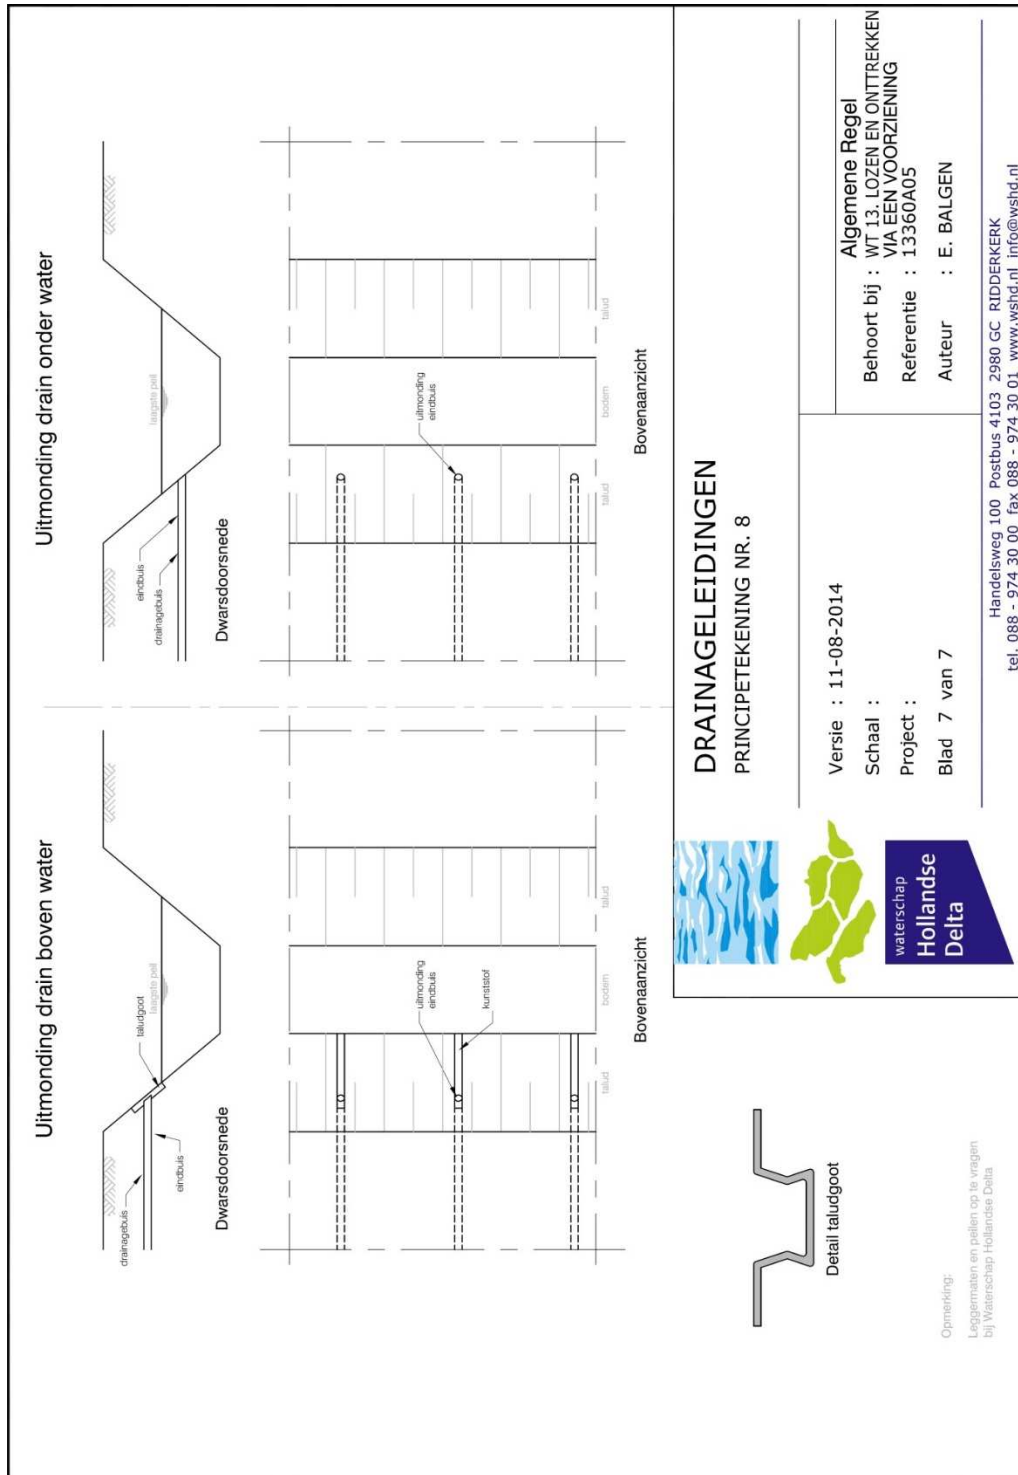 Uitmonding drain boven water
drainagebuis
eindbuis
taludgoot
laagste peil
Dwarsdoorsnede
uitmonding
eindbuis
kunststof
talud
bodem
talud
Bovenaanzicht
Uitmonding drain onder water
eindbuis
drainagebuis
laagste peil
Dwarsdoorsnede
uitmonding
eindbuis
talud
bodem
talud
Bovenaanzicht
Detail taludgoot
Opmerking:
Leggermaten en peilen op te vragen
bij Waterschap Hollandse Delta
waterschap
Hollandse
Delta
DRAINAGELEIDINGEN
PRINCIPETEKENING NR. 8
Versie : 11-08-2014
Schaal :
Project :
Blad 7 van 7
Algemene Regel
Behoort bij : WT 13. LOZEN EN ONTTREKKEN
VIA EEN VOORZIENING
Referentie : 13360A05
Auteur : E. BALGEN
Handelsweg 100 Postbus 4103 2980 GC RIDDERKERK
tel. 088 - 974 30 00 fax 088 - 974 30 01 www.wshd.nl info@wshd.nl